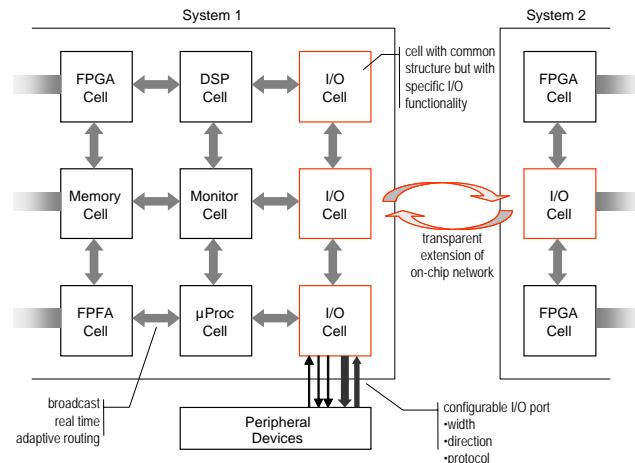 System 1
System 2
FPGA
Cell
DSP
Cell
I/O
Cell
cell with common
structure but with
specific I/O
functionality
FPGA
Cell
Memory
Cell
Monitor
Cell
I/O
Cell
I/O
Cell
transparent
extension of
on-chip network
FPFA
Cell
µProc
Cell
I/O
Cell
FPGA
Cell
broadcast
real time
adaptive routing
Peripheral
Devices
configurable I/O port
•width
•direction
•protocol